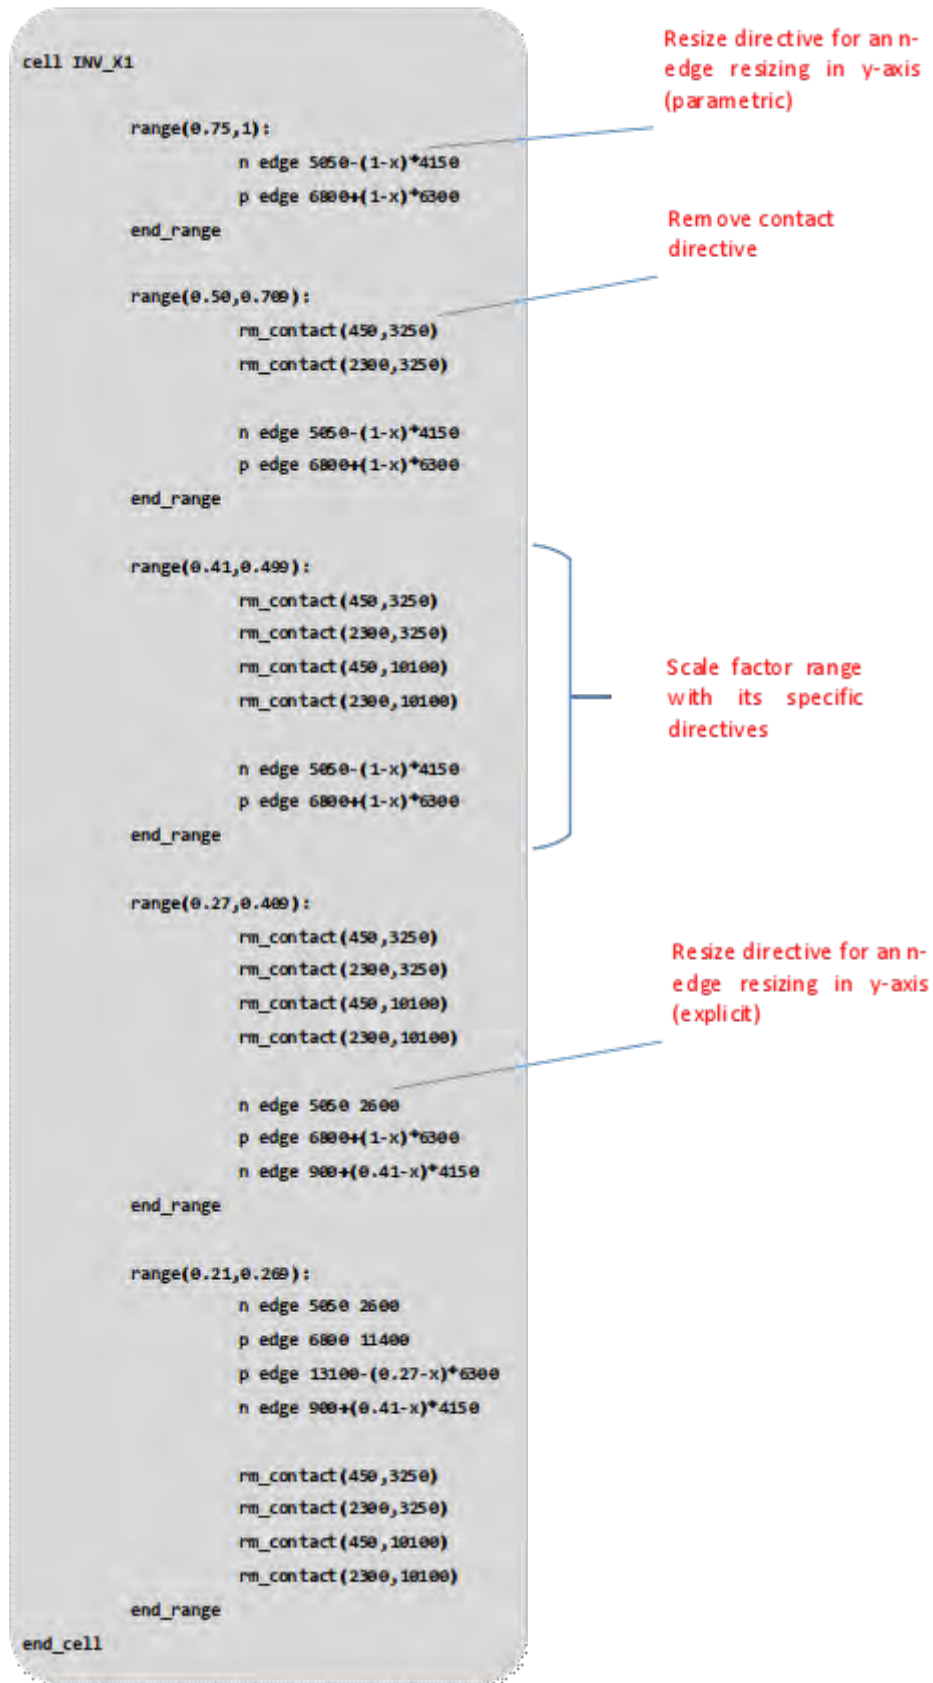 cell INV_X1
range(0.75,1):
n edge 5050-(1-x)*4150
p edge 6800+(1-x)*6300
end_range
range(0.50,0.709):
rm_contact(450,3250)
rm_contact(2300,3250)
n edge 5050-(1-x)*4150
p edge 6800+(1-x)*6300
end_range
range(0.41,0.499):
rm_contact(450,3250)
rm_contact(2300,3250)
rm_contact(450,10100)
rm_contact(2300,10100)
n edge 5050-(1-x)*4150
p edge 6800+(1-x)*6300
end_range
range(0.27,0.409):
rm_contact(450,3250)
rm_contact(2300,3250)
rm_contact(450,10100)
rm_contact(2300,10100)
n edge 5050 2600
p edge 6800+(1-x)*6300
n edge 900+(0.41-x)*4150
end_range
range(0.21,0.269):
n edge 5050 2600
p edge 6800 11400
p edge 13100-(0.27-x)*6300
n edge 900+(0.41-x)*4150
rm_contact(450,3250)
rm_contact(2300,3250)
rm_contact(450,10100)
rm_contact(2300,10100)
end_range
end_cell
Resize directive for an n-
edge resizing in y-axis
(parametric)
Remove contact
directive
Scale factor range
with its specific
directives
Resize directive for an n-
edge resizing in y-axis
(explicit)